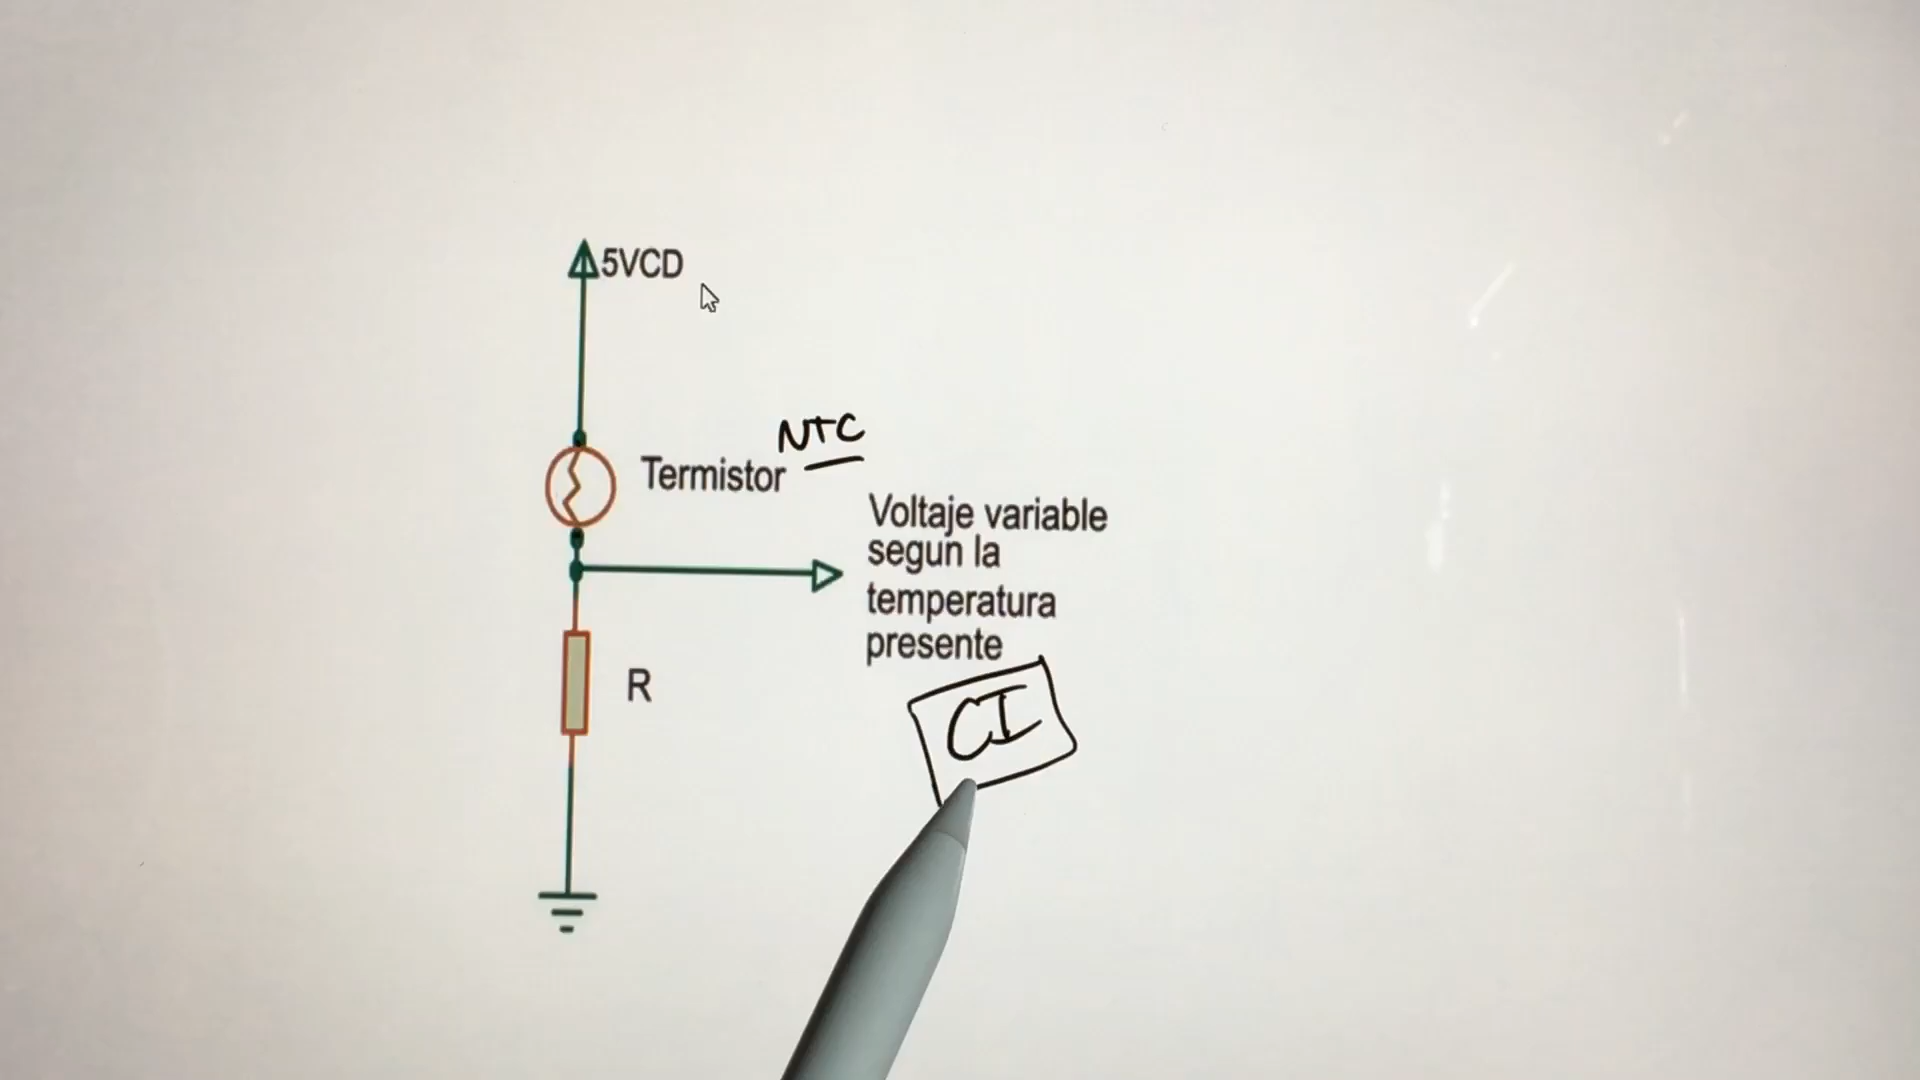 5VCD
NTC
Termistor
Voltaje variable
segun la
temperatura
presente
R
CI